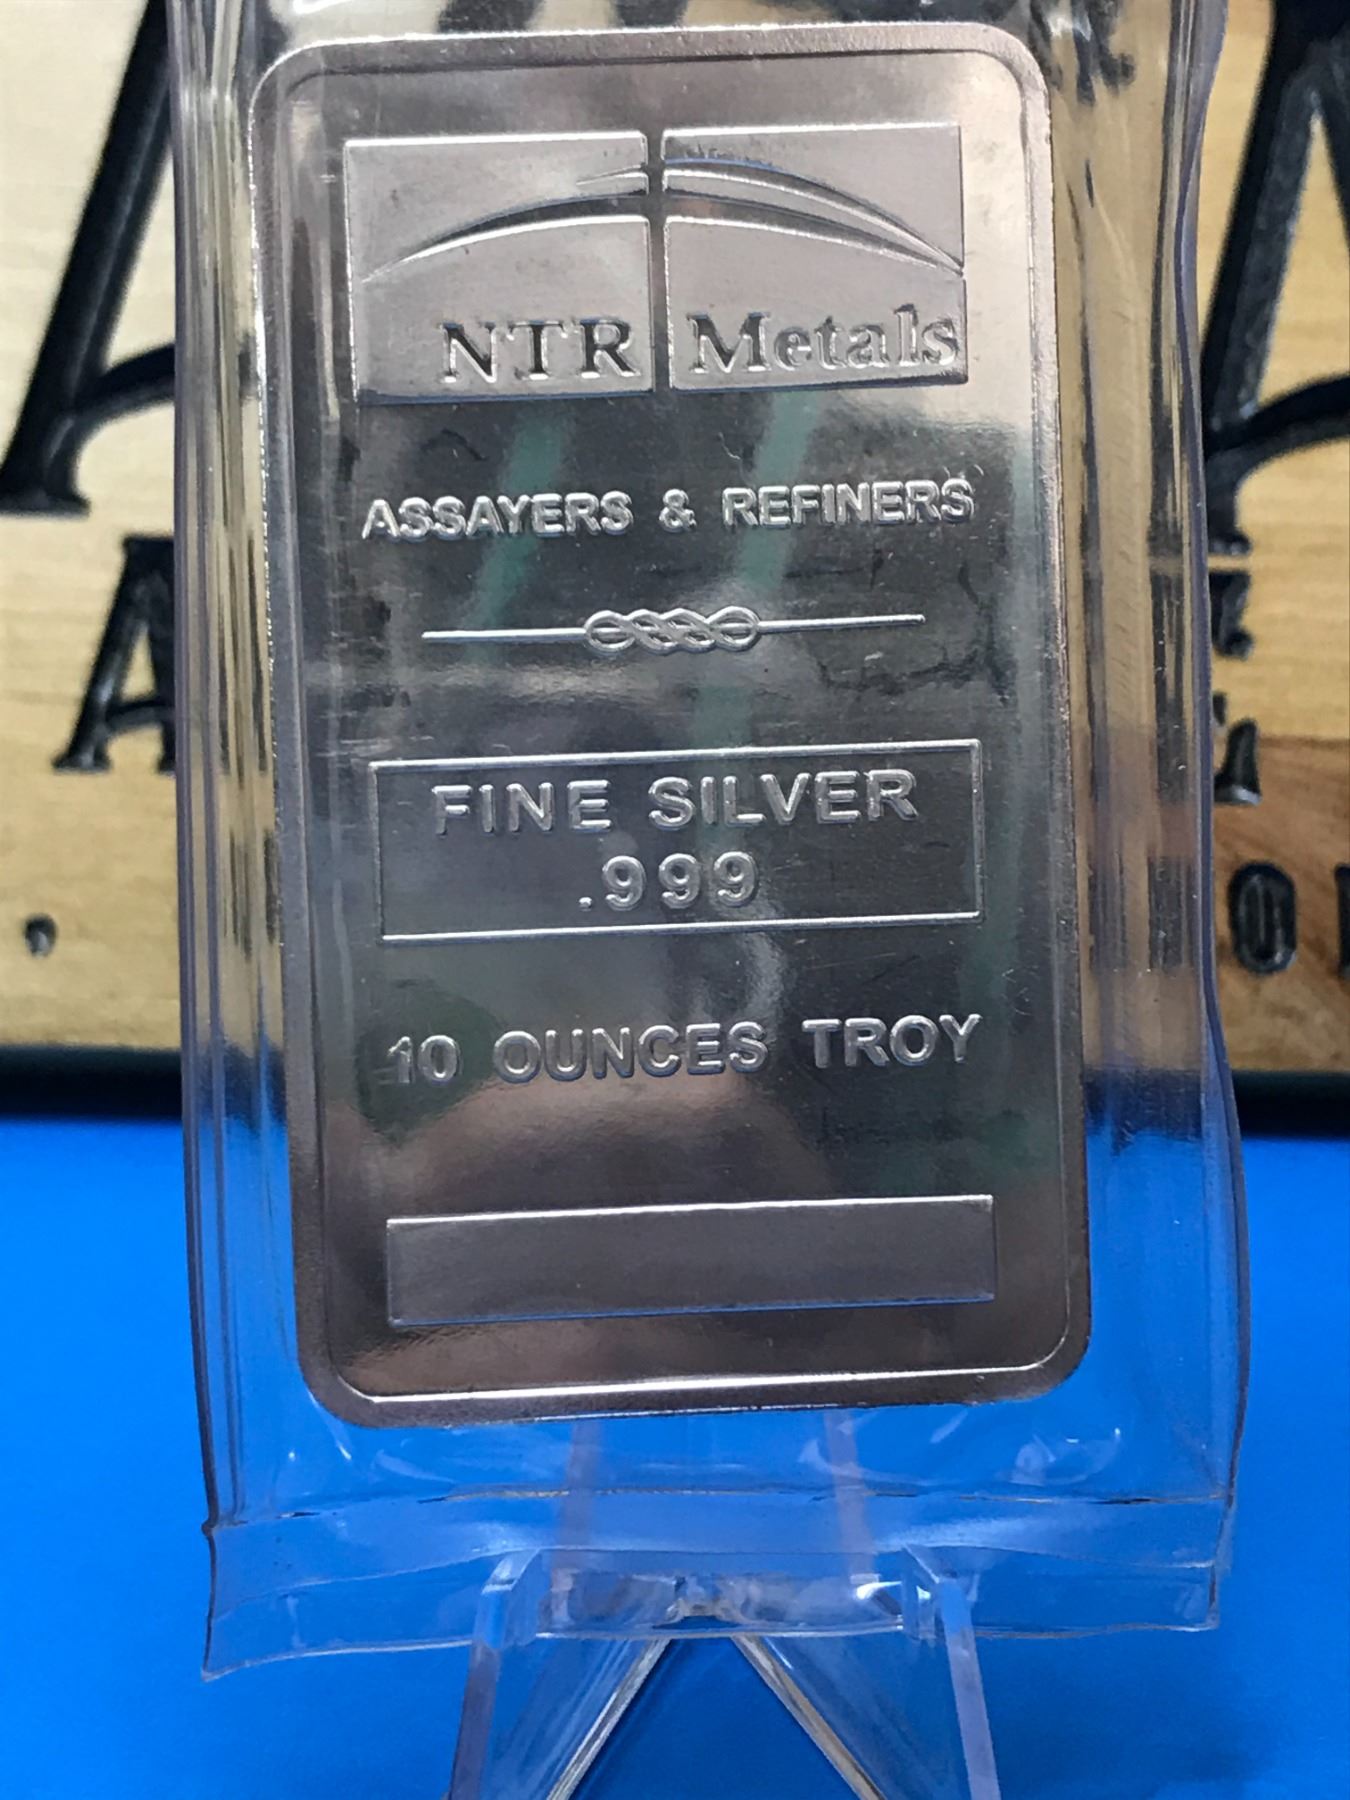 NTR Metals
ASSAYERS & REFINERS
FINE SILVER
.999
10 OUNCES TROY